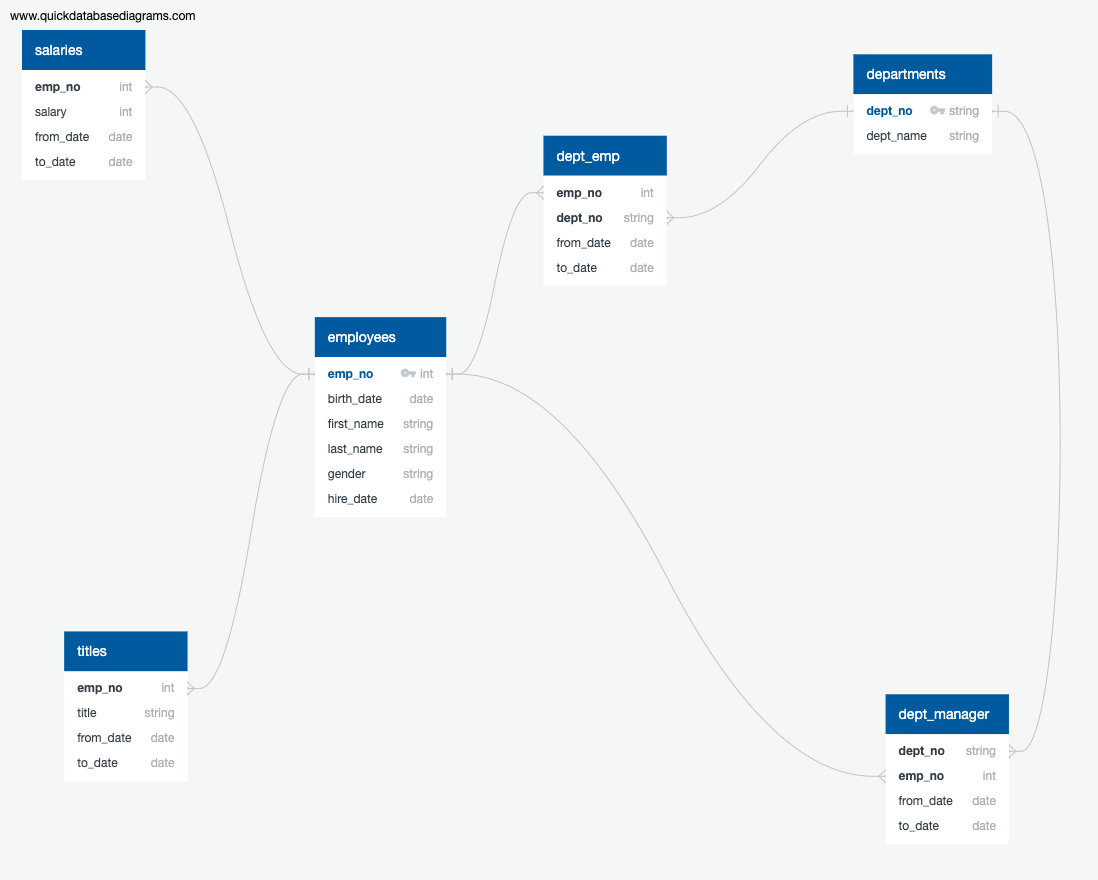 www.quickdatabasediagrams.com
salaries
emp_no int
salary int
from_date date
to_date date
departments
dept_no string
dept_name string
dept_emp
emp_no int
dept_no string
from_date date
to_date date
employees
emp_no int
birth_date date
first_name string
last_name string
gender string
hire_date date
titles
emp_no int
title string
from_date date
to_date date
dept_manager
dept_no string
emp_no int
from_date date
to_date date